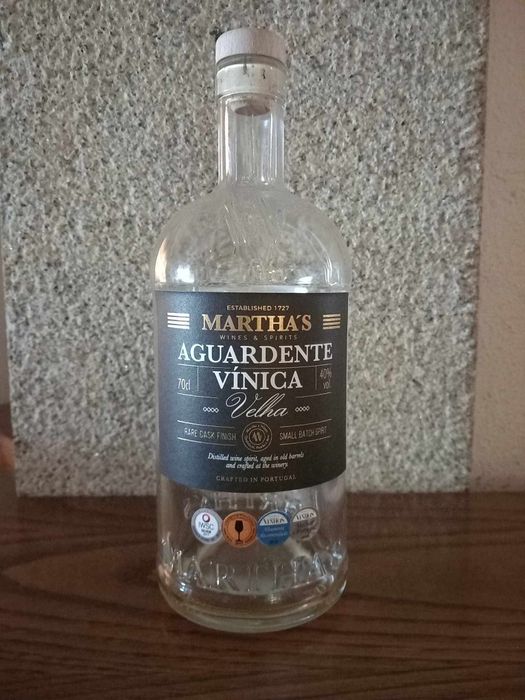 ESTABLISHED 1727
MARTHA'S
WINES & SPIRITS
AGUARDENTE
70cl
VÍNICA
40%
vol.
Velha
RARE CASK FINISH
SMALL BATCH SPIRIT
Distilled wine spirit, aged in old barrels
and crafted at the winery.
CRAFTED IN PORTUGAL
IWSC